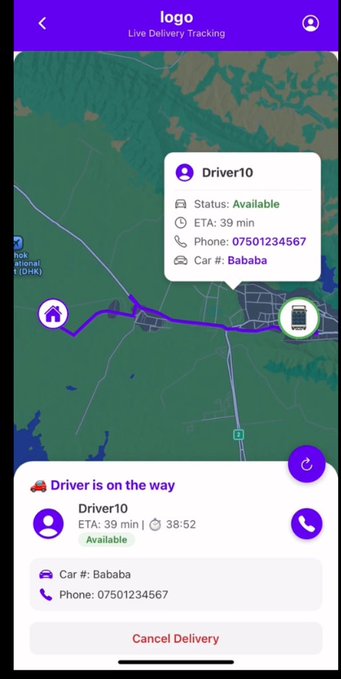 logo
Live Delivery Tracking
Driver10
Status: Available
ETA: 39 min
Phone: 07501234567
Car #: Bababa
hok
ational
t (DHK)
2
🚗 Driver is on the way
Driver10
ETA: 39 min | ⏱ 38:52
Available
Car #: Bababa
Phone: 07501234567
Cancel Delivery